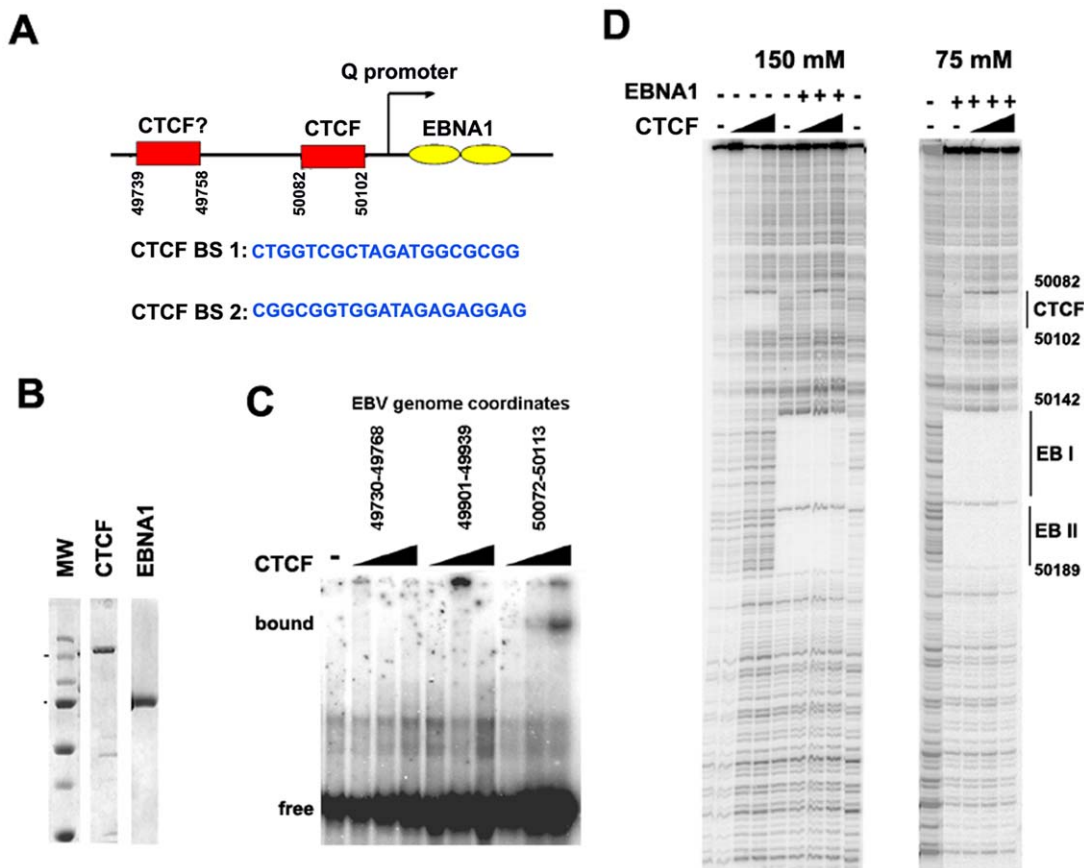 A
Q promoter
CTCF?
CTCF
EBNA1
49739
49758
50082
50102
CTCF BS 1: CTGGTCGCTAGATGGCGCGG
CTCF BS 2: CGGCGGTGGATAGAGAGGAG
B
MW
CTCF
EBNA1
C
EBV genome coordinates
49730-49768
49901-49939
50072-50113
CTCF -
bound
free
D
150 mM
75 mM
EBNA1 - - - - - + + + - - + + + +
CTCF - - - - -
50082
CTCF
50102
50142
EB I
EB II
50189